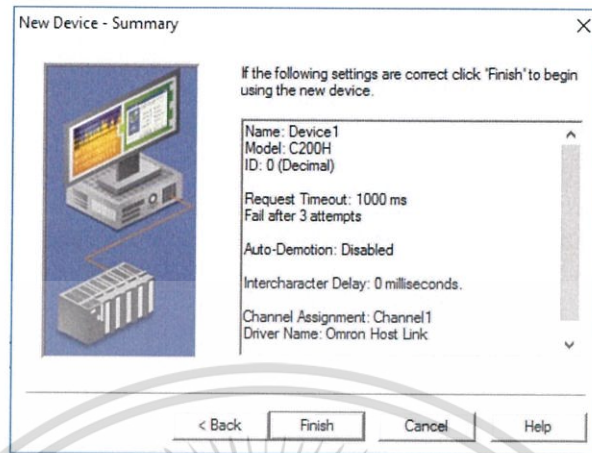 New Device - Summary
If the following settings are correct click 'Finish' to begin
using the new device.
Name: Device1
Model: C200H
ID: 0 (Decimal)
Request Timeout: 1000 ms
Fail after 3 attempts
Auto-Demotion: Disabled
Intercharacter Delay: 0 milliseconds.
Channel Assignment: Channel1
Driver Name: Omron Host Link
< Back
Finish
Cancel
Help